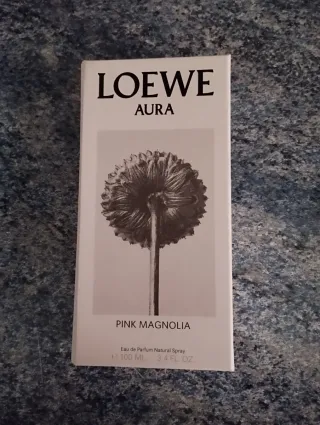 LOEWE
AURA
PINK MAGNOLIA
Eau de Parfum Natural Spray
e 100 ML. 3.4 FL. OZ.